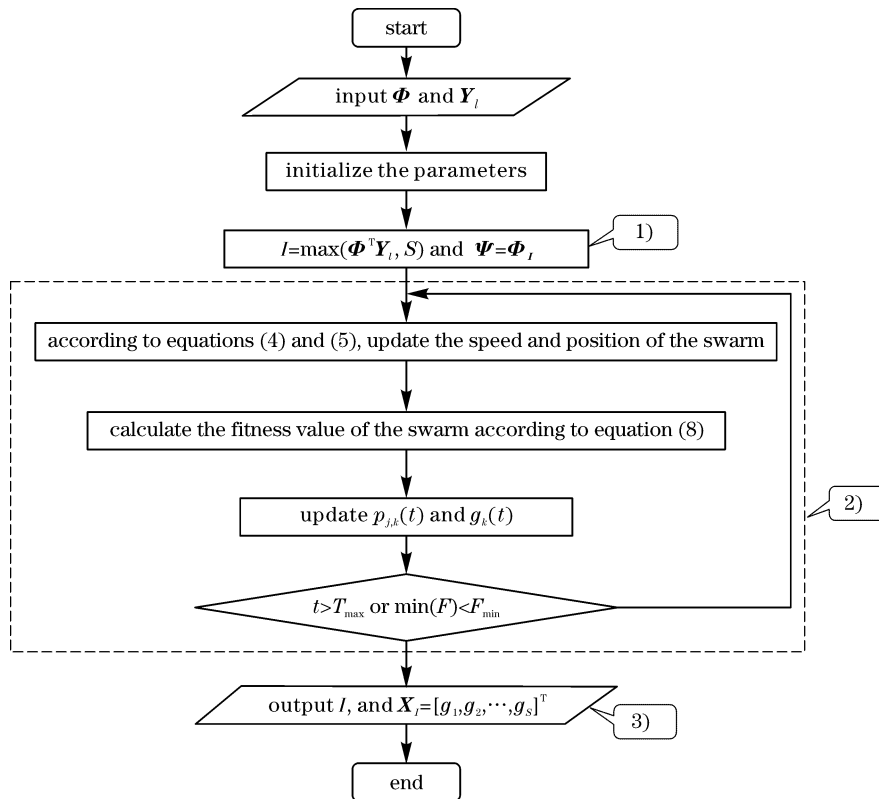 start
input Φ and Y_l
initialize the parameters
I=max(Φ^T Y_l, S) and Ψ=Φ_I
1)
according to equations (4) and (5), update the speed and position of the swarm
calculate the fitness value of the swarm according to equation (8)
update p_{j,k}(t) and g_k(t)
2)
t>T_max or min(F)<F_min
output I, and X_I=[g_1,g_2,⋯,g_S]^T
3)
end